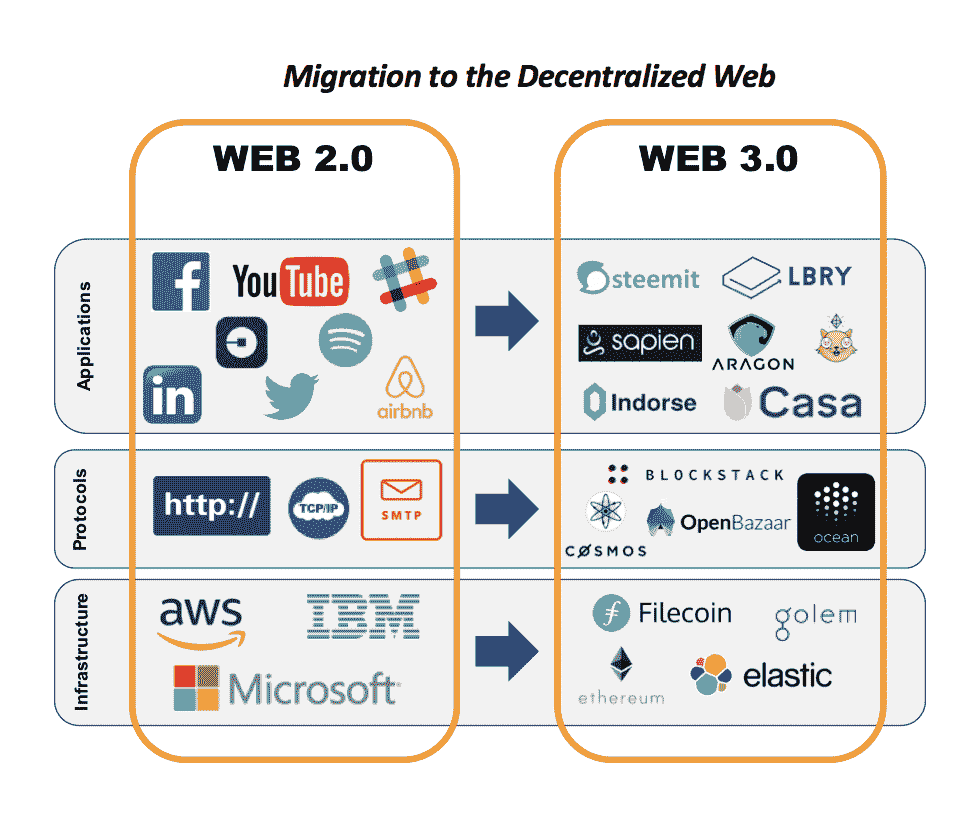 Migration to the Decentralized Web
WEB 2.0
WEB 3.0
Applications
f
YouTube
in
airbnb
steemit
LBRY
sapien
ARAGON
Indorse
Casa
Protocols
http://
TCP/IP
SMTP
BLOCKSTACK
COSMOS
OpenBazaar
ocean
Infrastructure
aws
IBM
Microsoft
Filecoin
golem
ethereum
elastic